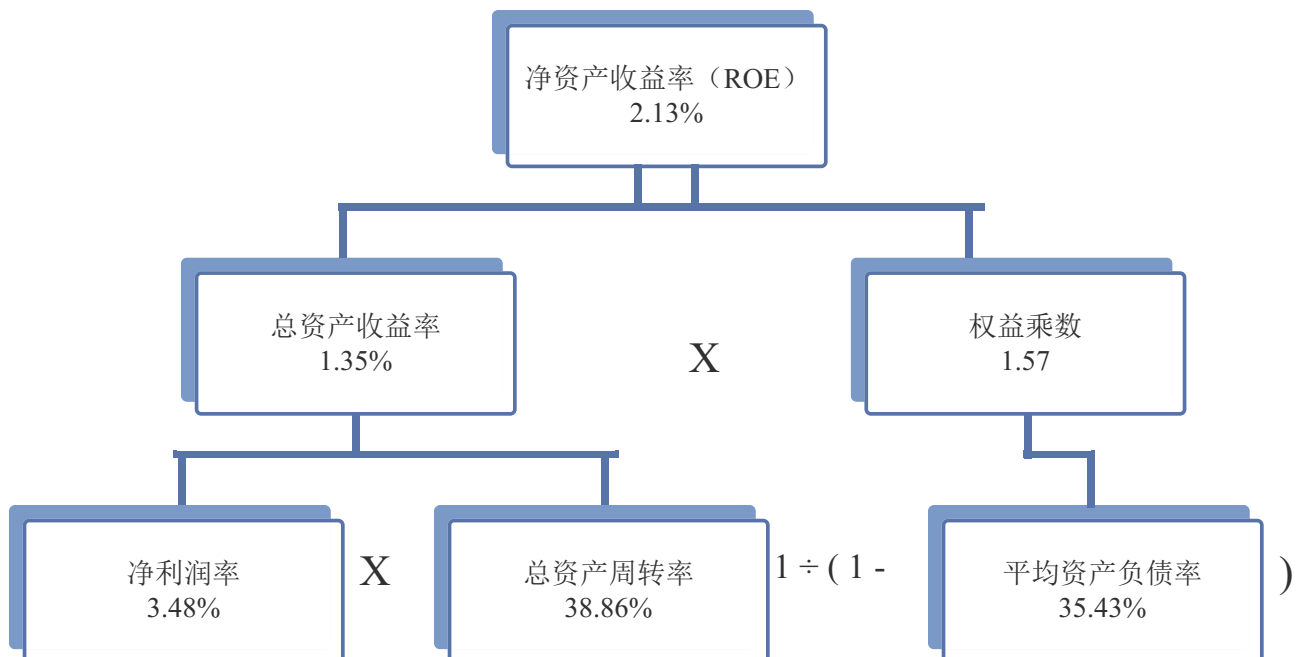 净资产收益率（ROE）
2.13%
总资产收益率
1.35%
X
权益乘数
1.57
净利润率
3.48%
X
总资产周转率
38.86%
1 ÷ ( 1 -
平均资产负债率
35.43%
)